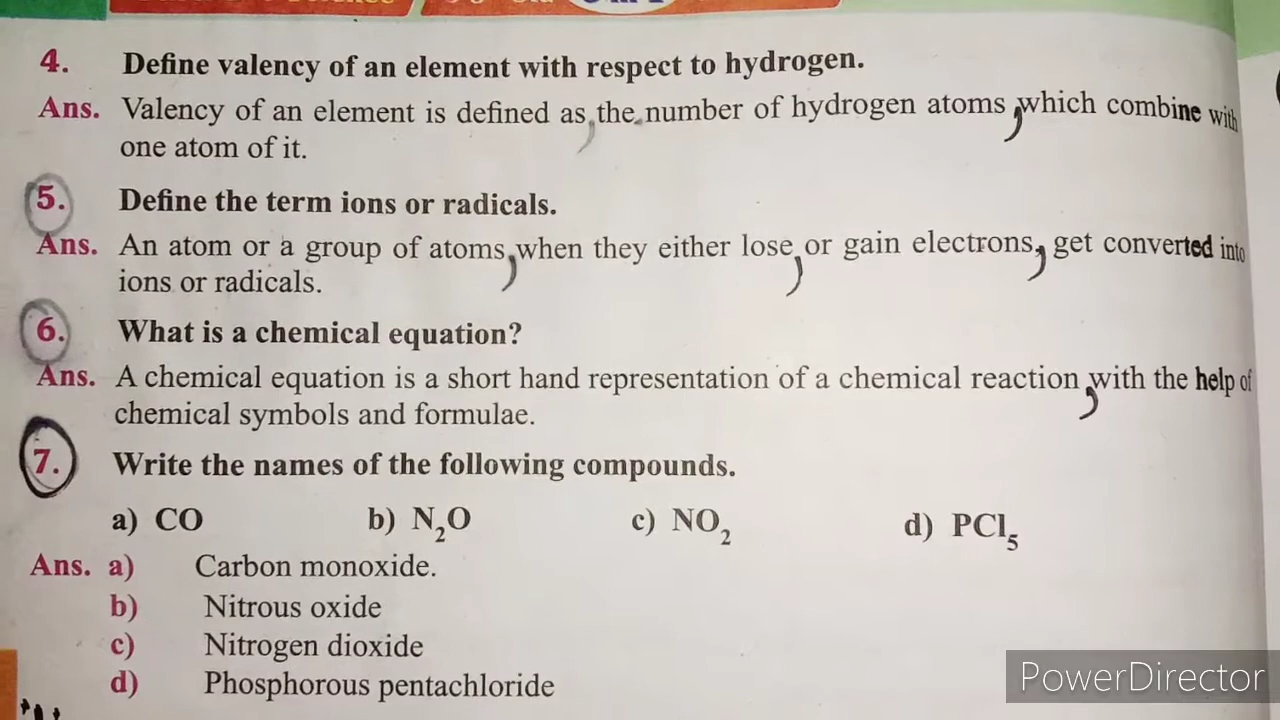 4. Define valency of an element with respect to hydrogen.
Ans. Valency of an element is defined as the number of hydrogen atoms which combine with
one atom of it.
5. Define the term ions or radicals.
Ans. An atom or a group of atoms, when they either lose or gain electrons, get converted into
ions or radicals.
6. What is a chemical equation?
Ans. A chemical equation is a short hand representation of a chemical reaction with the help of
chemical symbols and formulae.
7. Write the names of the following compounds.
a) CO b) N₂O c) NO₂ d) PCl₅
Ans. a) Carbon monoxide.
b) Nitrous oxide
c) Nitrogen dioxide
d) Phosphorous pentachloride
PowerDirector